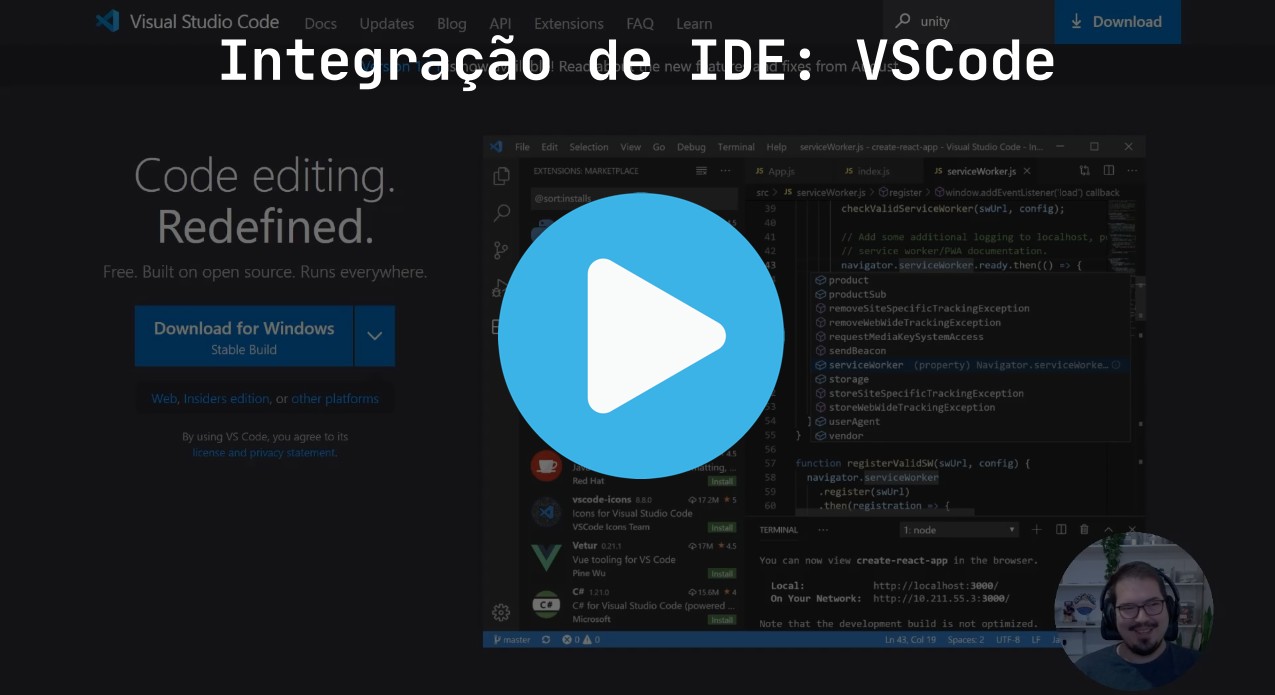 Visual Studio Code Docs Updates Blog API Extensions FAQ Learn unity Download
Integração de IDE: VSCode
now available! Read about the new features and fixes from August.
Code editing.
Redefined.
Free. Built on open source. Runs everywhere.
Download for Windows
Stable Build
Web, Insiders edition, or other platforms
By using VS Code, you agree to its
license and privacy statement.
File Edit Selection View Go Debug Terminal Help serviceWorker.js - create-react-app - Visual Studio Code - In...
EXTENSIONS: MARKETPLACE
@sort:installs
JS App.js JS index.js JS serviceWorker.js
src > JS serviceWorker.js > register > window.addEventListener('load') callback
39 checkValidServiceWorker(swUrl, config);
40
41 // Add some additional logging to localhost, p
42 // service worker/PWA documentation.
43 navigator.serviceWorker.ready.then(() => {
product
productSub
removeSiteSpecificTrackingException
removeWebWideTrackingException
requestMediaKeySystemAccess
sendBeacon
serviceWorker (property) Navigator.serviceWorke...
storage
storeSiteSpecificTrackingException
storeWebWideTrackingException
54 ] userAgent
55 } vendor
56
57 function registerValidSW(swUrl, config) {
58 navigator.serviceWorker
59 .register(swUrl)
60 .then(registration => {
4.5
Red Hat Install
vscode-icons 8.8.0 17.2M 5
Icons for Visual Studio Code
VSCode Icons Team Install
Vetur 0.21.1 17M 4.5
Vue tooling for VS Code
Pine Wu Install
C# 1.21.0 15.6M 4
C# for Visual Studio Code (powered ...
Microsoft Install
TERMINAL ... 1: node
You can now view create-react-app in the browser.
Local: http://localhost:3000/
On Your Network: http://10.211.55.3:3000/
Note that the development build is not optimized.
master 0 0 Ln 43, Col 19 Spaces: 2 UTF-8 LF